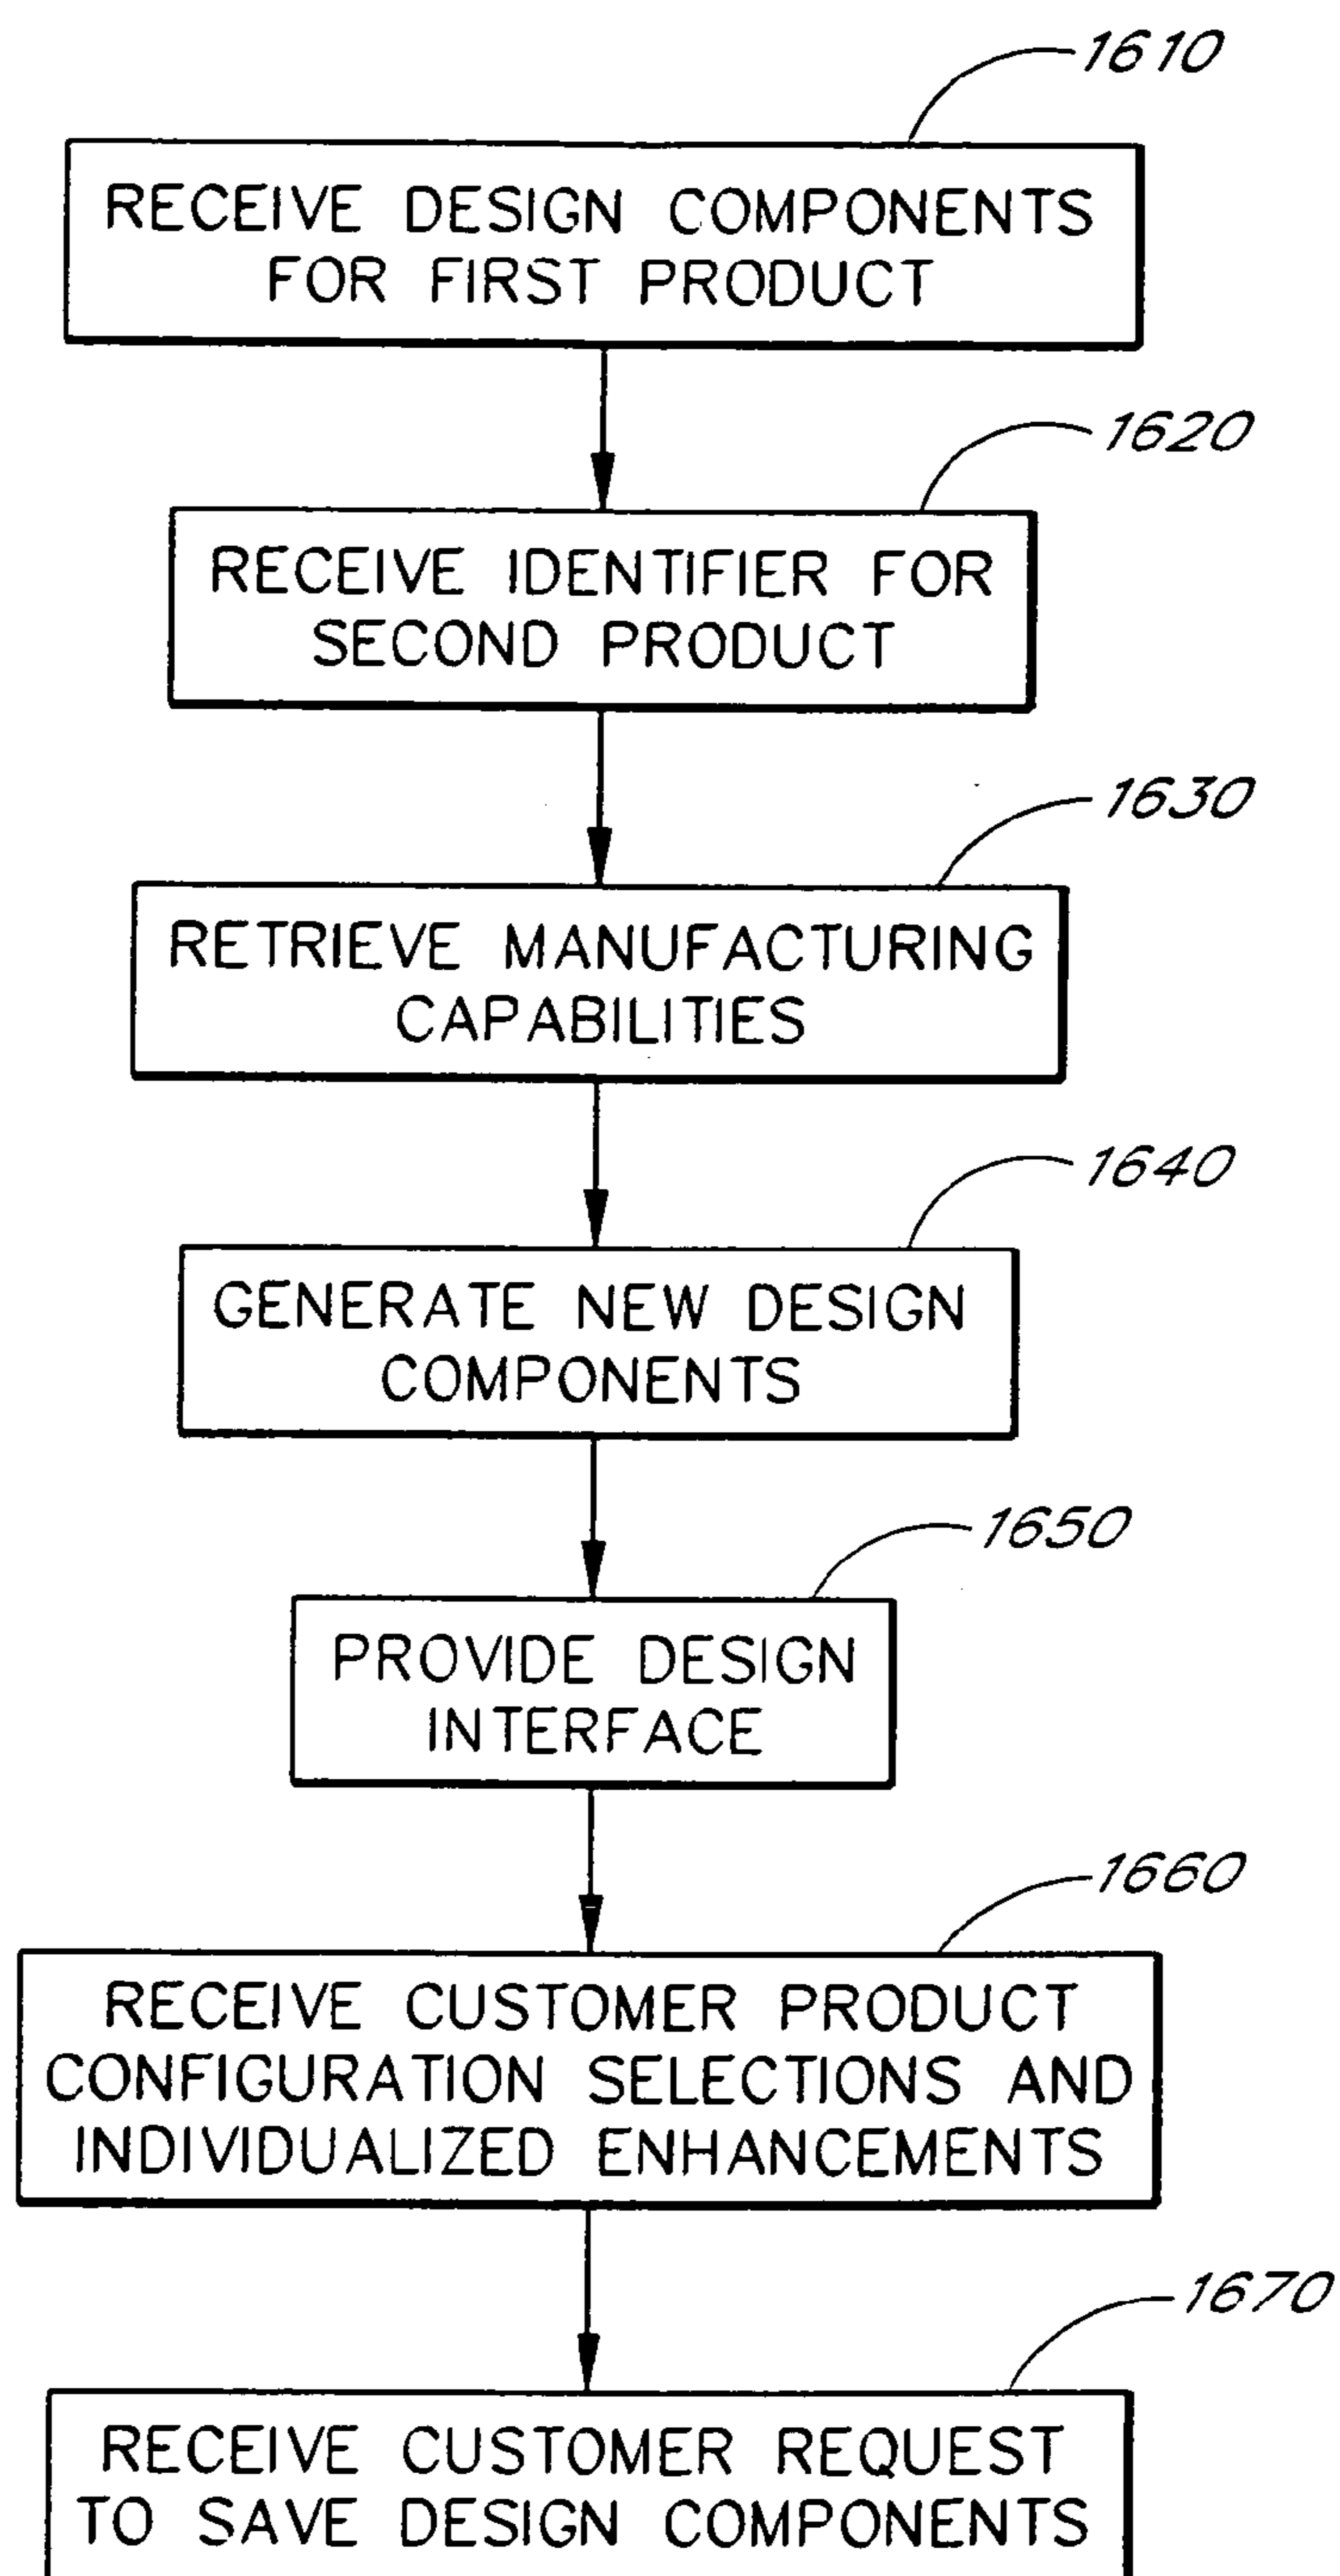 1610
RECEIVE DESIGN COMPONENTS
FOR FIRST PRODUCT
1620
RECEIVE IDENTIFIER FOR
SECOND PRODUCT
1630
RETRIEVE MANUFACTURING
CAPABILITIES
1640
GENERATE NEW DESIGN
COMPONENTS
1650
PROVIDE DESIGN
INTERFACE
1660
RECEIVE CUSTOMER PRODUCT
CONFIGURATION SELECTIONS AND
INDIVIDUALIZED ENHANCEMENTS
1670
RECEIVE CUSTOMER REQUEST
TO SAVE DESIGN COMPONENTS